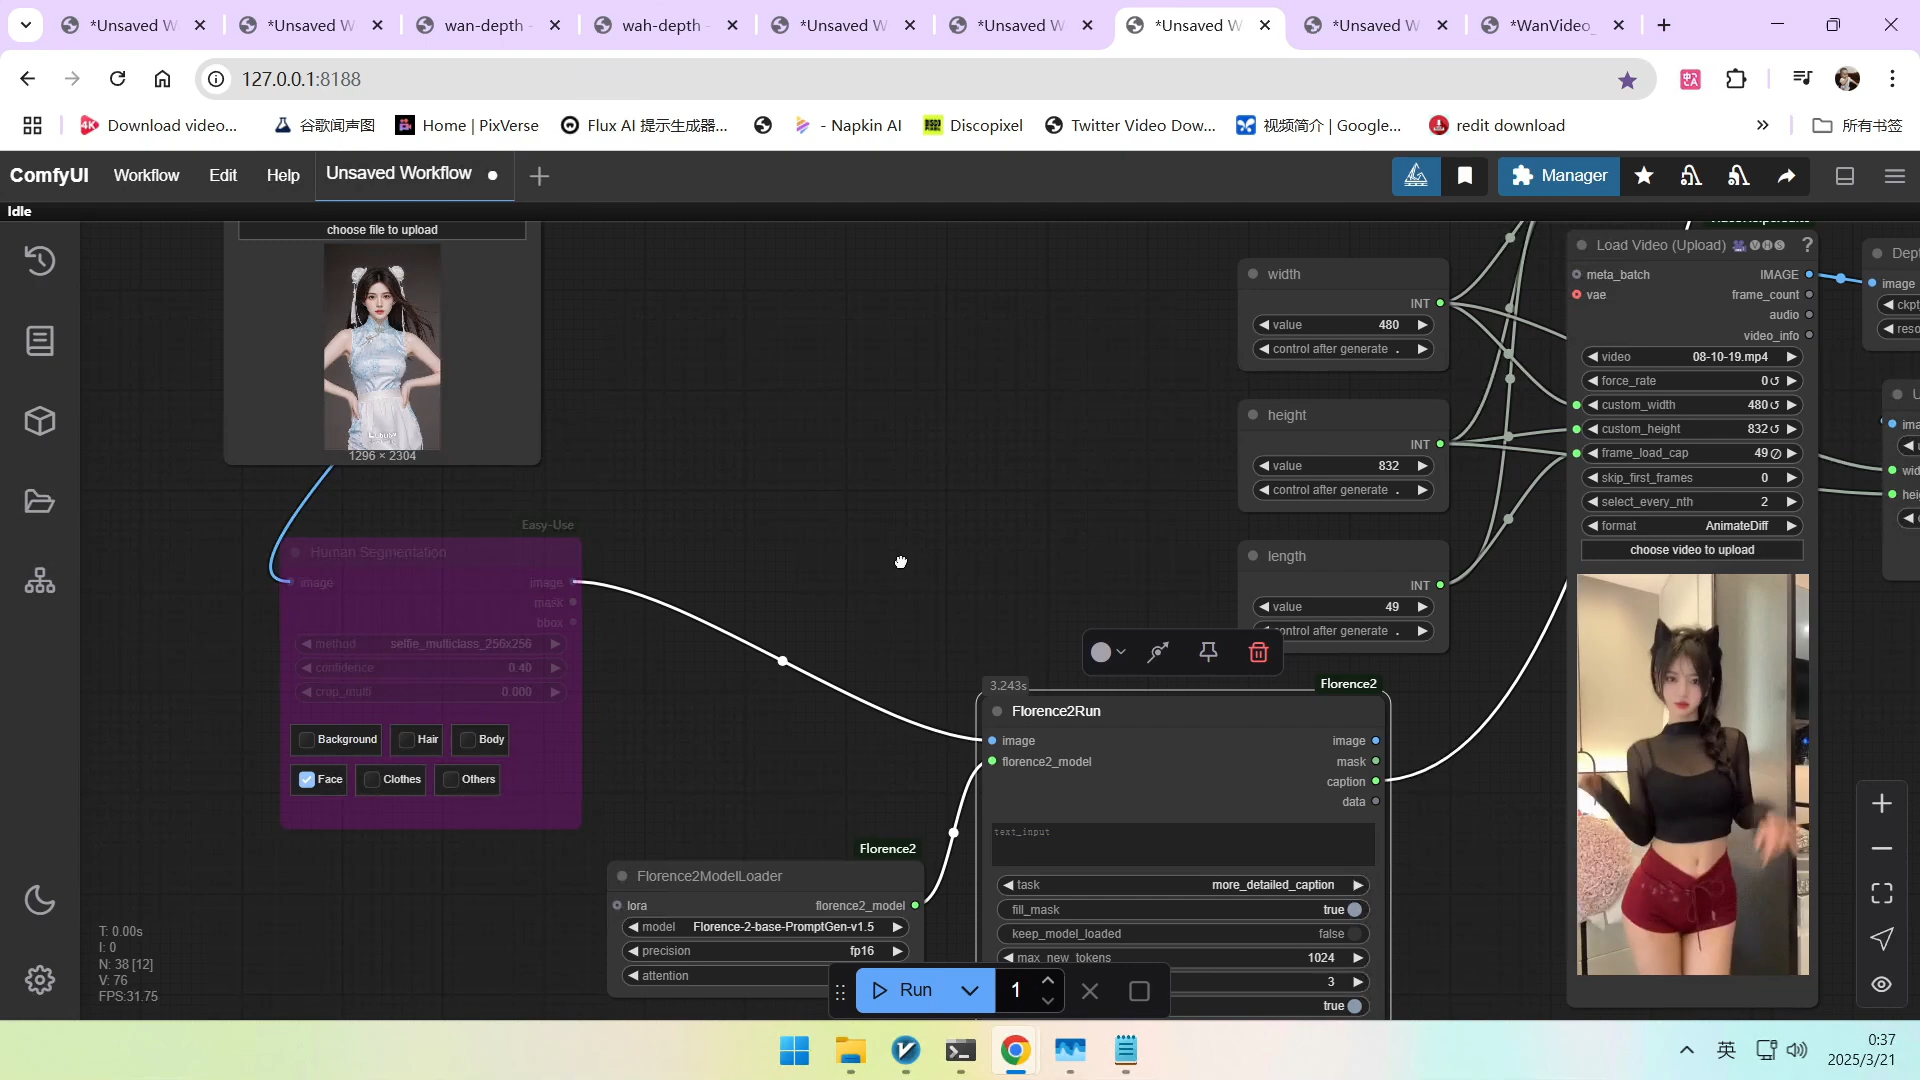 *Unsaved W
*Unsaved W
wan-depth -
wah-depth
*Unsaved W
*Unsaved W
*Unsaved W
*Unsaved W
*WanVideo_
127.0.0.1:8188
Download video...
谷歌闻声图
Home | PixVerse
Flux AI 提示生成器...
- Napkin AI
Discopixel
Twitter Video Dow...
视频简介 | Google...
redit download
»
所有书签
ComfyUI
Workflow
Edit
Help
Unsaved Workflow
Manager
Idle
choose file to upload
1296 × 2304
Easy-Use
Human Segmentation
image
image
mask
bbox
method selfie_multiclass_256x256
confidence 0.40
crop_multi 0.000
Background
Hair
Body
Face
Clothes
Others
Florence2
Florence2ModelLoader
lora
florence2_model
model Florence-2-base-PromptGen-v1.5
precision fp16
attention
3.243s
Florence2
Florence2Run
image
image
florence2_model
mask
caption
data
text_input
task more_detailed_caption
fill_mask true
keep_model_loaded false
max_new_tokens 1024
3
true
width
INT
value 480
control after generate .
height
INT
value 832
control after generate .
length
INT
value 49
control after generate .
Load Video (Upload) 🎥🅥🅗🅢
?
meta_batch
IMAGE
vae
frame_count
audio
video_info
video 08-10-19.mp4
force_rate 0
custom_width 480
custom_height 832
frame_load_cap 49
skip_first_frames 0
select_every_nth 2
format AnimateDiff
choose video to upload
Dept
image
ckpt
reso
U
ima
wid
hei
T: 0.00s
I: 0
N: 38 [12]
V: 76
FPS:31.75
Run
1
英
0:37
2025/3/21